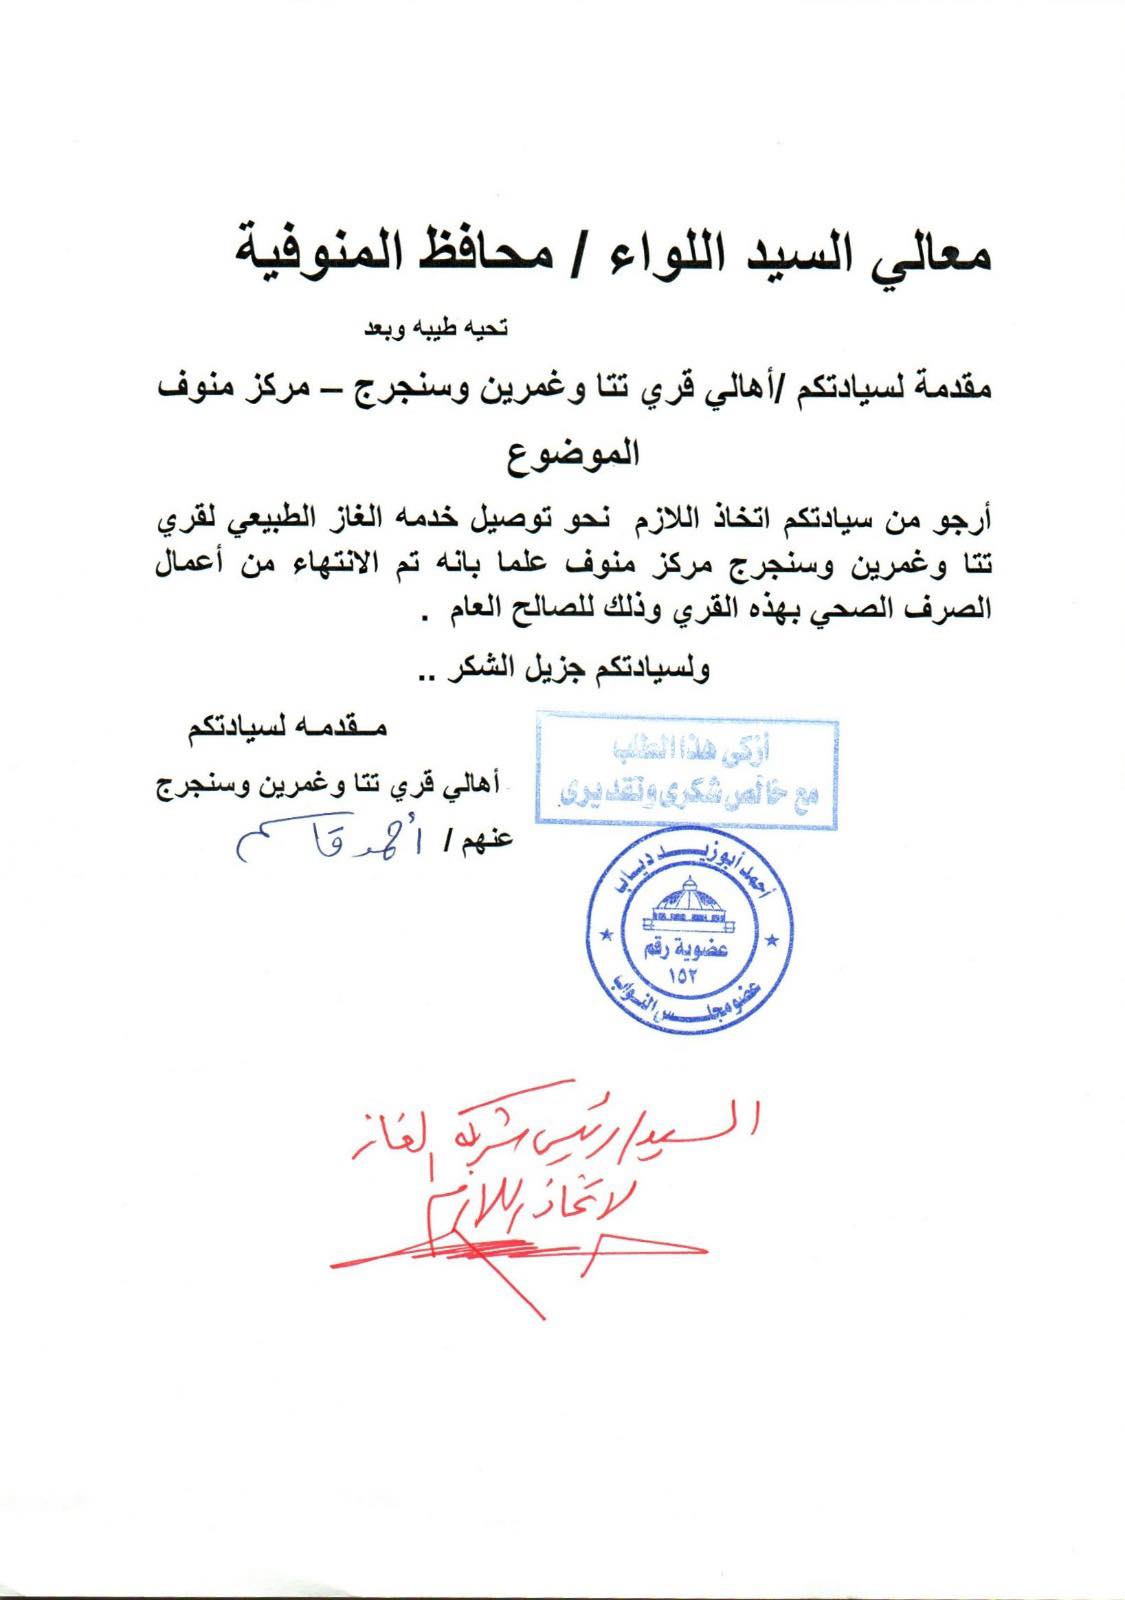 معالي السيد اللواء / محافظ المنوفية
تحيه طيبه وبعد
مقدمة لسيادتكم /أهالي قري تتا وغمرين وسنجرج – مركز منوف
الموضوع
أرجو من سيادتكم اتخاذ اللازم نحو توصيل خدمه الغاز الطبيعي لقري
تتا وغمرين وسنجرج مركز منوف علما بانه تم الانتهاء من أعمال
الصرف الصحي بهذه القري وذلك للصالح العام .
ولسيادتكم جزيل الشكر ..
مـقدمـه لسيادتكم
أهالي قري تتا وغمرين وسنجرج
عنهم / أحمد قاسم
أزكى هذا الطلب
مع خالص شكرى وتقديرى
أحمد أبوزيد دياب
عضوية رقم
١٥٢
عضو مجلس النواب
السيد/ رئيس شركة الغاز
لاتخاذ اللازم